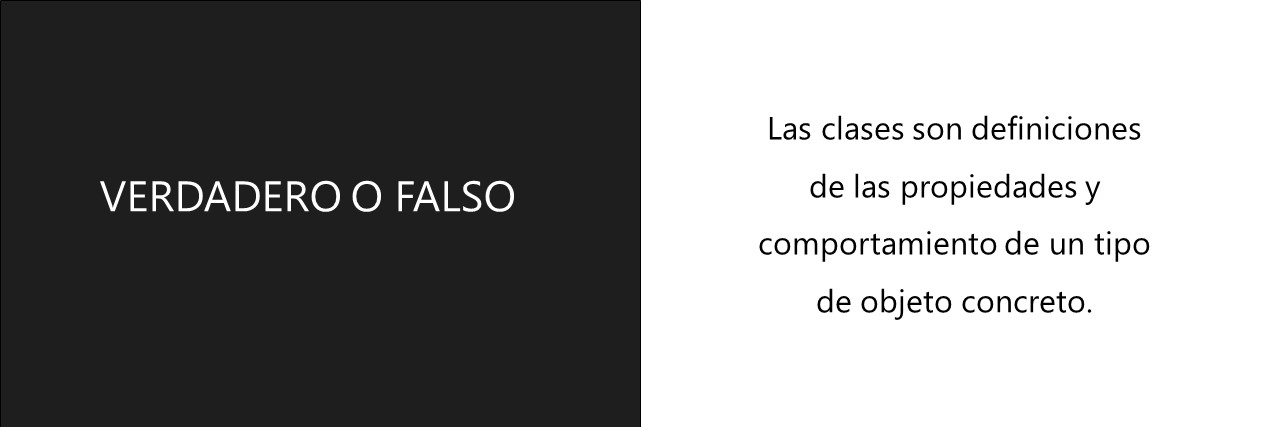 VERDADERO O FALSO
Las clases son definiciones
de las propiedades y
comportamiento de un tipo
de objeto concreto.